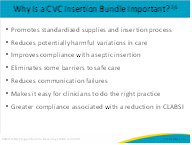 Why is a CVC Insertion Bundle Important?
• Promotes standardized supplies and insertion process
• Reduces potentially harmful variations in care
• Improves compliance with aseptic insertion
• Eliminates some barriers to safe care
• Reduces communication failures
• Makes it easy for clinicians to do the right practice
• Greater compliance associated with a reduction in CLABSI